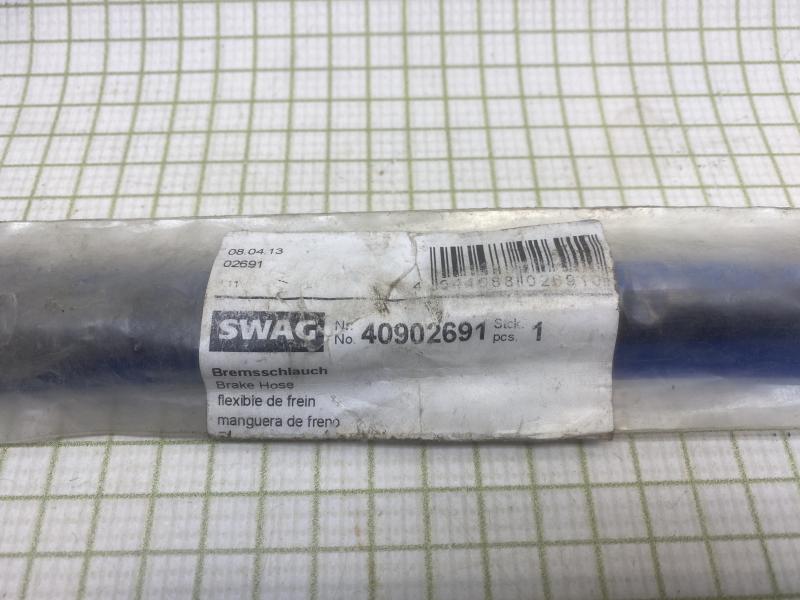 08.04.13
02691
11
SWAG Nr. No. 40902691 Stck. pcs. 1
Bremsschlauch
Brake Hose
flexible de frein
manguera de freno